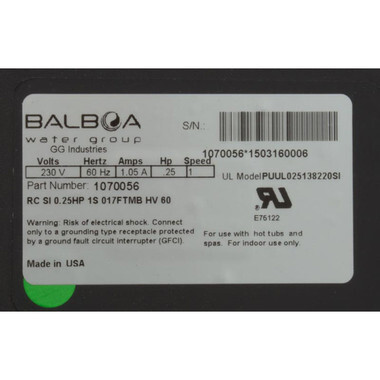 BALBOA
water group
GG Industries
S/N.:
1070056*1503160006
Volts Hertz Amps Hp Speed
230 V 60 Hz 1.05 A .25 1
UL Model PUUL025138220SI
Part Number: 1070056
RC SI 0.25HP 1S 017FTMB HV 60
E75122
Warning: Risk of electrical shock. Connect
only to a grounding type receptacle protected
by a ground fault circuit interrupter (GFCI).
For use with hot tubs and
spas. For indoor use only.
Made in USA